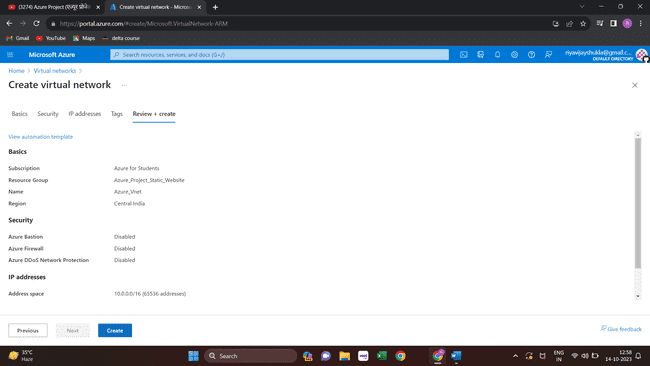 (3274) Azure Project
Create virtual network - Microso
https://portal.azure.com/#create/Microsoft.VirtualNetwork-ARM
Gmail YouTube Maps delta course
Microsoft Azure
Search resources, services, and docs (G+/)
riyavijayshukla@gmail.c...
DEFAULT DIRECTORY
Home > Virtual networks >
Create virtual network ...
Basics Security IP addresses Tags Review + create
View automation template
Basics
Subscription Azure for Students
Resource Group Azure_Project_Static_Website
Name Azure_Vnet
Region Central India
Security
Azure Bastion Disabled
Azure Firewall Disabled
Azure DDoS Network Protection Disabled
IP addresses
Address space 10.0.0.0/16 (65536 addresses)
Previous Next Create
Give feedback
35°C
Haze
Search
ENG
IN
12:58
14-10-2023